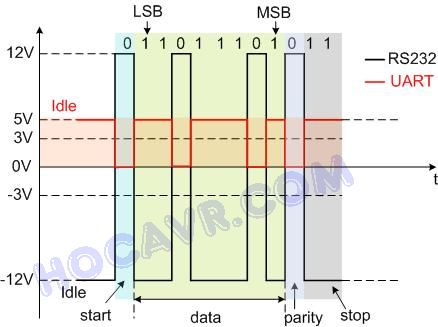 LSB MSB
0 1 1 0 1 1 1 0 1 0 1 1
12V
RS232
UART
Idle
5V
3V
0V
t
-3V
HOCAVR.COM
-12V
Idle
start data parity stop